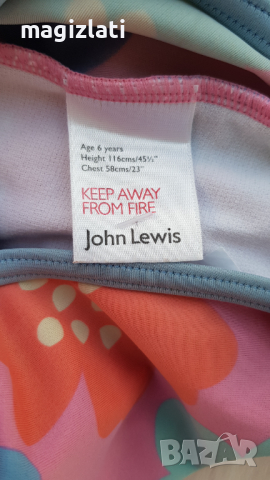 magizlati
Age 6 years
Height 116cms/45½"
Chest 58cms/23"
KEEP AWAY
FROM FIRE
John Lewis
BAZAR